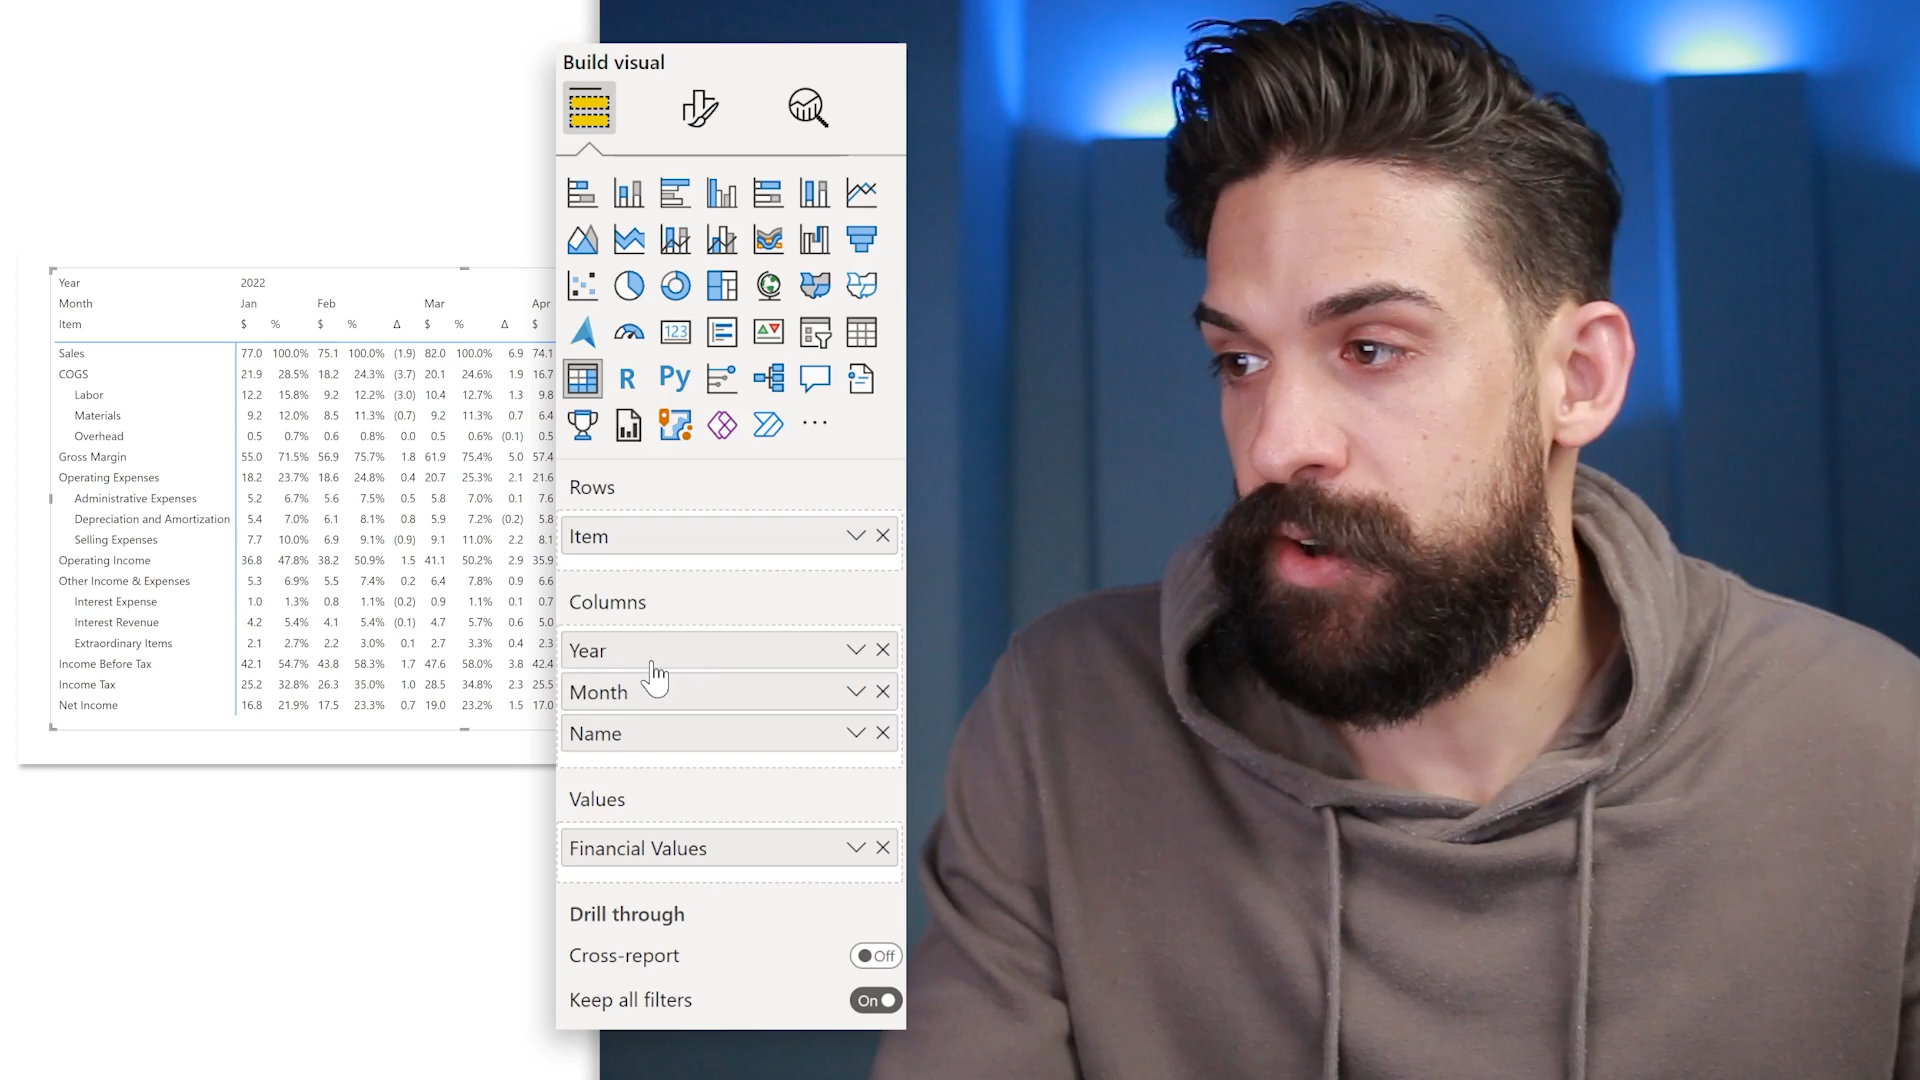 Year 2022
Month Jan Feb Mar Apr
Item $ % $ % Δ $ % Δ $
Sales 77.0 100.0% 75.1 100.0% (1.9) 82.0 100.0% 6.9 74.1
COGS 21.9 28.5% 18.2 24.3% (3.7) 20.1 24.6% 1.9 16.7
Labor 12.2 15.8% 9.2 12.2% (3.0) 10.4 12.7% 1.3 9.8
Materials 9.2 12.0% 8.5 11.3% (0.7) 9.2 11.3% 0.7 6.4
Overhead 0.5 0.7% 0.6 0.8% 0.0 0.5 0.6% (0.1) 0.5
Gross Margin 55.0 71.5% 56.9 75.7% 1.8 61.9 75.4% 5.0 57.4
Operating Expenses 18.2 23.7% 18.6 24.8% 0.4 20.7 25.3% 2.1 21.6
Administrative Expenses 5.2 6.7% 5.6 7.5% 0.5 5.8 7.0% 0.1 7.6
Depreciation and Amortization 5.4 7.0% 6.1 8.1% 0.8 5.9 7.2% (0.2) 5.8
Selling Expenses 7.7 10.0% 6.9 9.1% (0.9) 9.1 11.0% 2.2 8.1
Operating Income 36.8 47.8% 38.2 50.9% 1.5 41.1 50.2% 2.9 35.9
Other Income & Expenses 5.3 6.9% 5.5 7.4% 0.2 6.4 7.8% 0.9 6.6
Interest Expense 1.0 1.3% 0.8 1.1% (0.2) 0.9 1.1% 0.1 0.7
Interest Revenue 4.2 5.4% 4.1 5.4% (0.1) 4.7 5.7% 0.6 5.0
Extraordinary Items 2.1 2.7% 2.2 3.0% 0.1 2.7 3.3% 0.4 2.3
Income Before Tax 42.1 54.7% 43.8 58.3% 1.7 47.6 58.0% 3.8 42.4
Income Tax 25.2 32.8% 26.3 35.0% 1.0 28.5 34.8% 2.3 25.5
Net Income 16.8 21.9% 17.5 23.3% 0.7 19.0 23.2% 1.5 17.0
Build visual
123
R Py
...
Rows
Item
Columns
Year
Month
Name
Values
Financial Values
Drill through
Cross-report Off
Keep all filters On